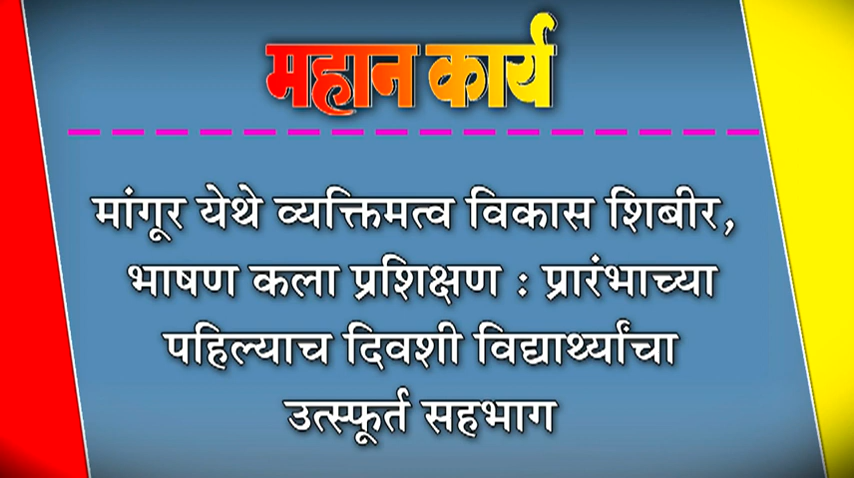 महान कार्य
मांगूर येथे व्यक्तिमत्व विकास शिबीर,
भाषण कला प्रशिक्षण : प्रारंभाच्या
पहिल्याच दिवशी विद्यार्थ्यांचा
उत्स्फूर्त सहभाग